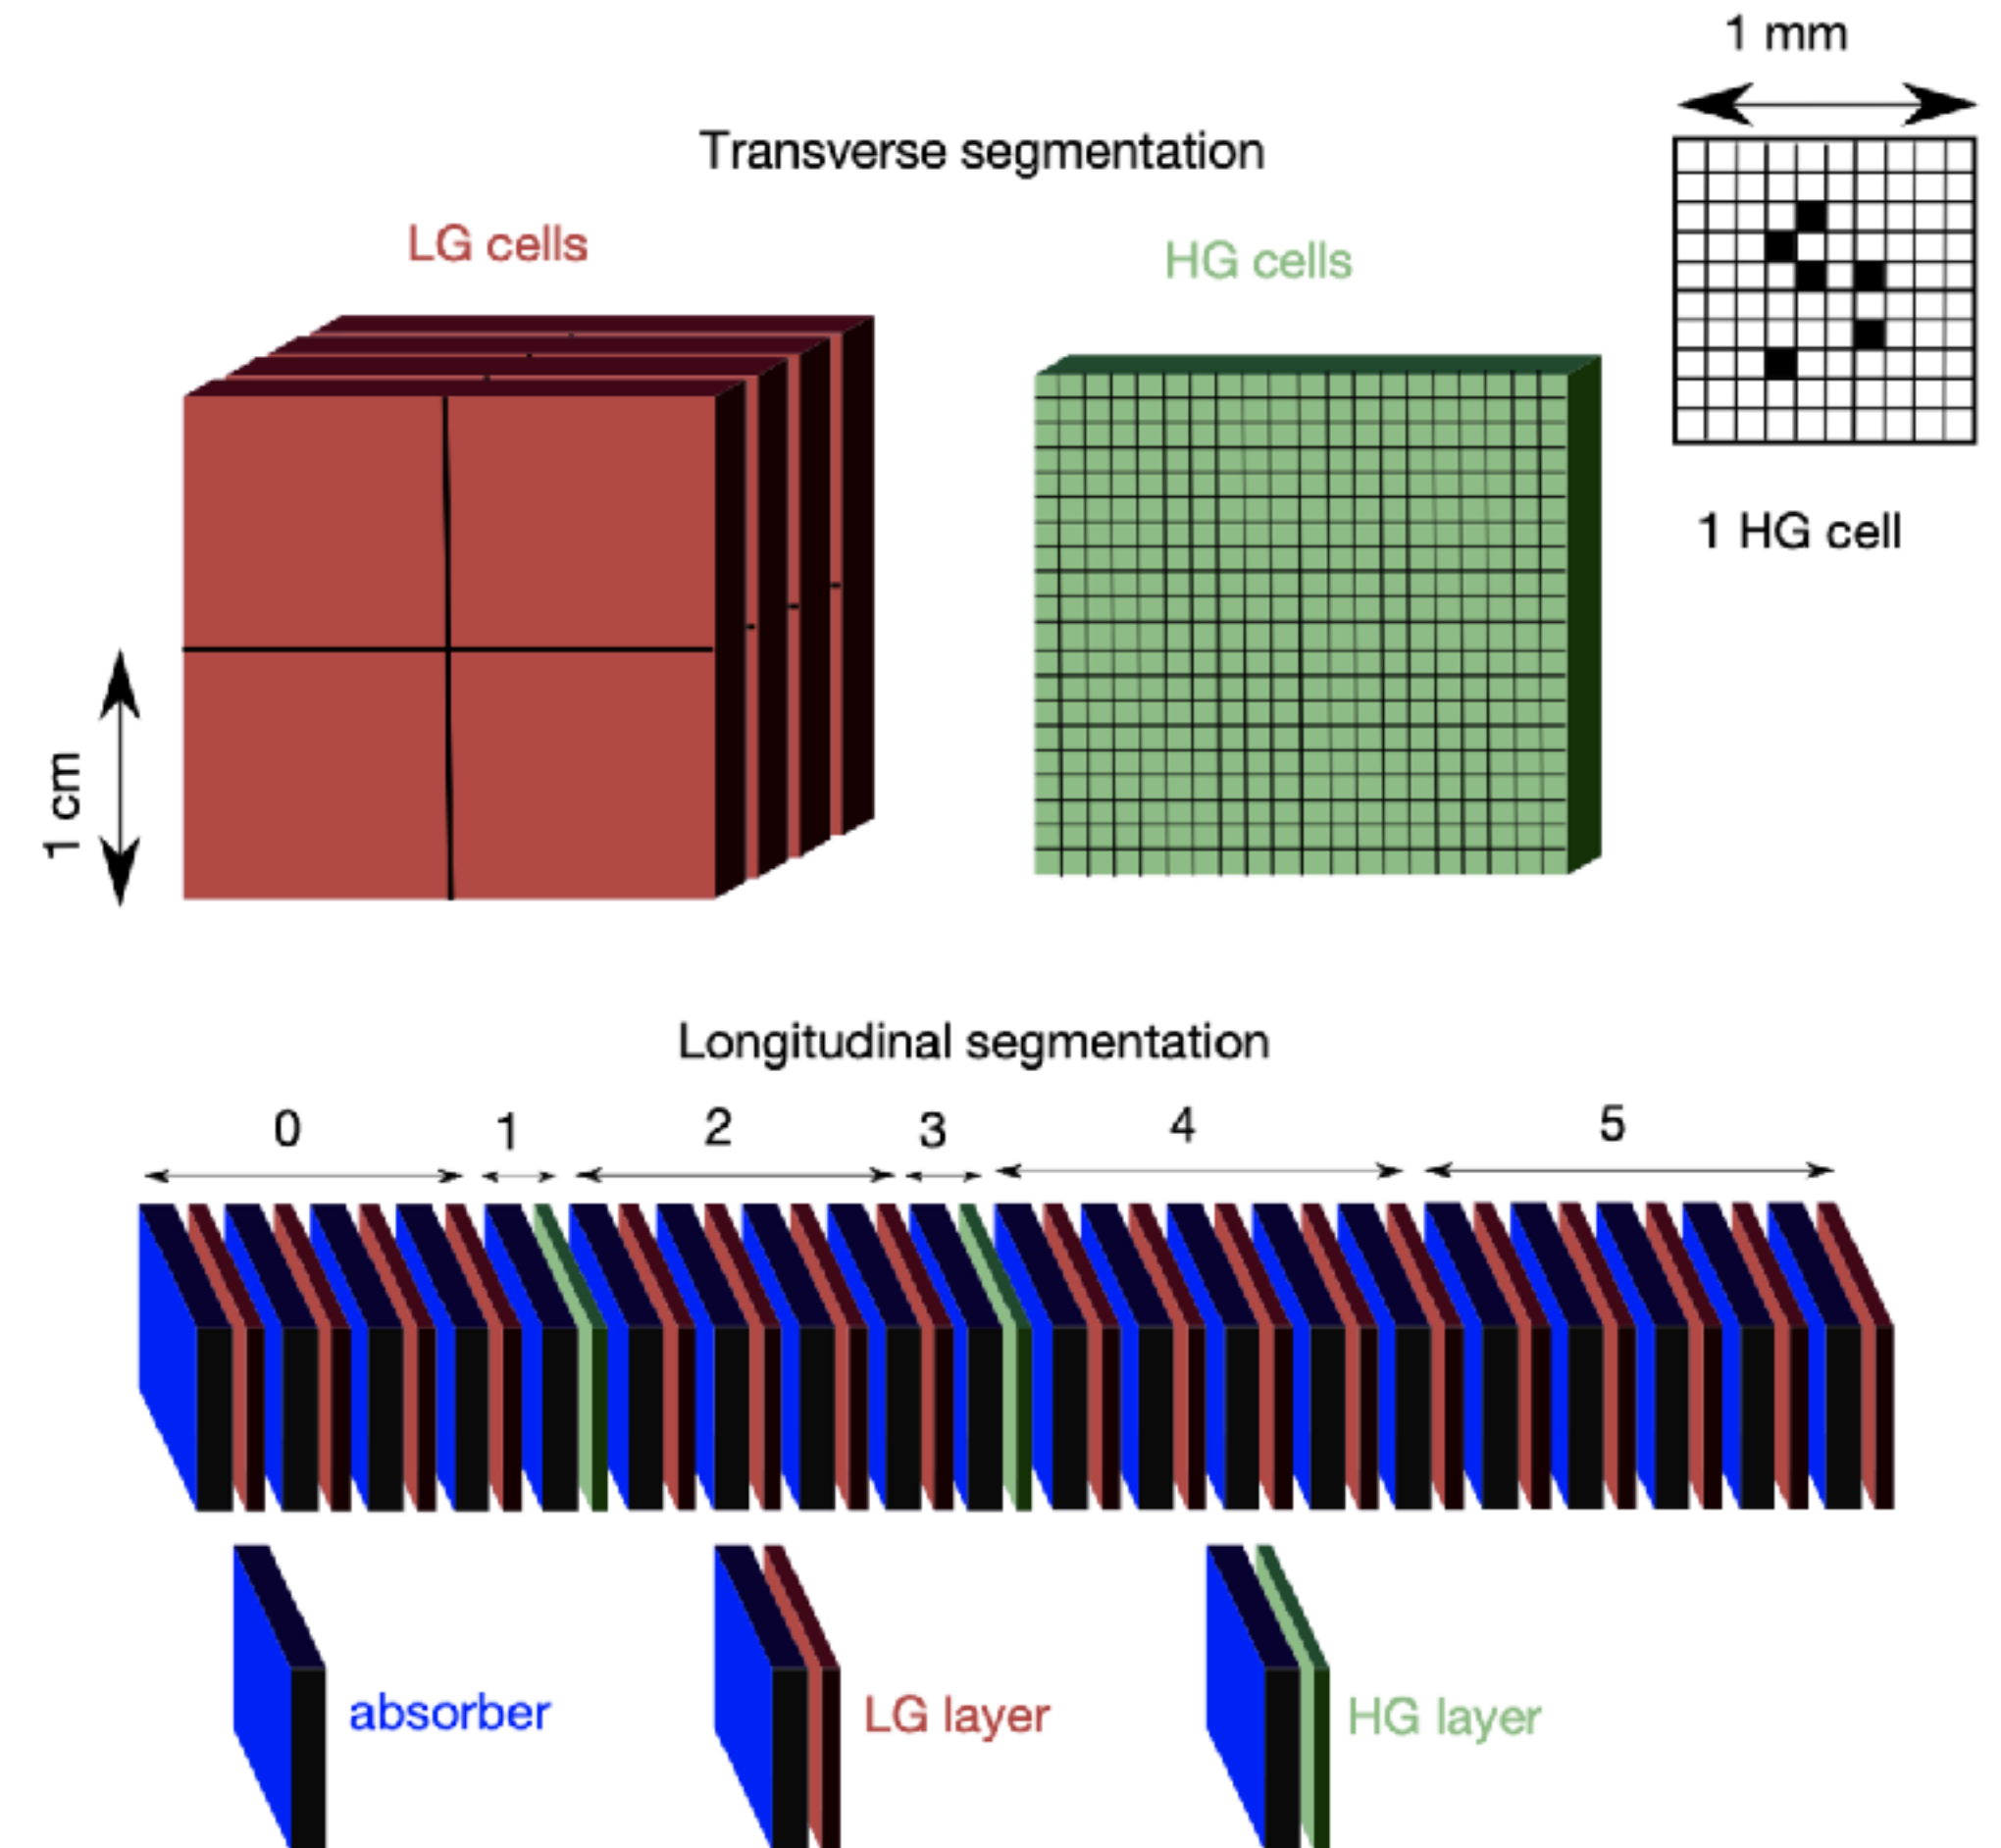 1 mm
Transverse segmentation
LG cells
HG cells
1 HG cell
1 cm
Longitudinal segmentation
0 1 2 3 4 5
absorber
LG layer
HG layer